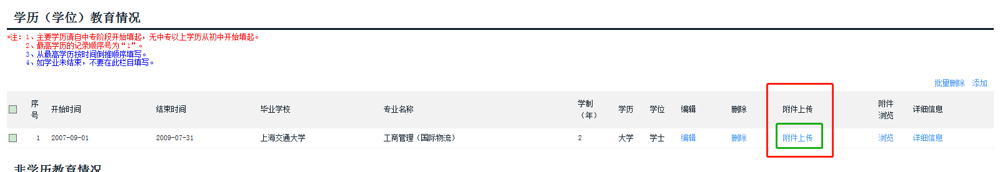 学历（学位）教育情况
*注：1、主要学历请自中专阶段开始填起，无中专以上学历从初中开始填起。
2、最高学历的记录顺序号为“1”。
3、从最高学历按时间倒推顺序填写。
4、如学业未结束，不要在此栏目填写。
批量删除 添加
序号 开始时间 结束时间 毕业学校 专业名称 学制（年） 学历 学位 编辑 删除 附件上传 附件浏览 详细信息
1 2007-09-01 2009-07-31 上海交通大学 工商管理（国际物流） 2 大学 学士 编辑 删除 附件上传 浏览 详细信息
非学历教育情况